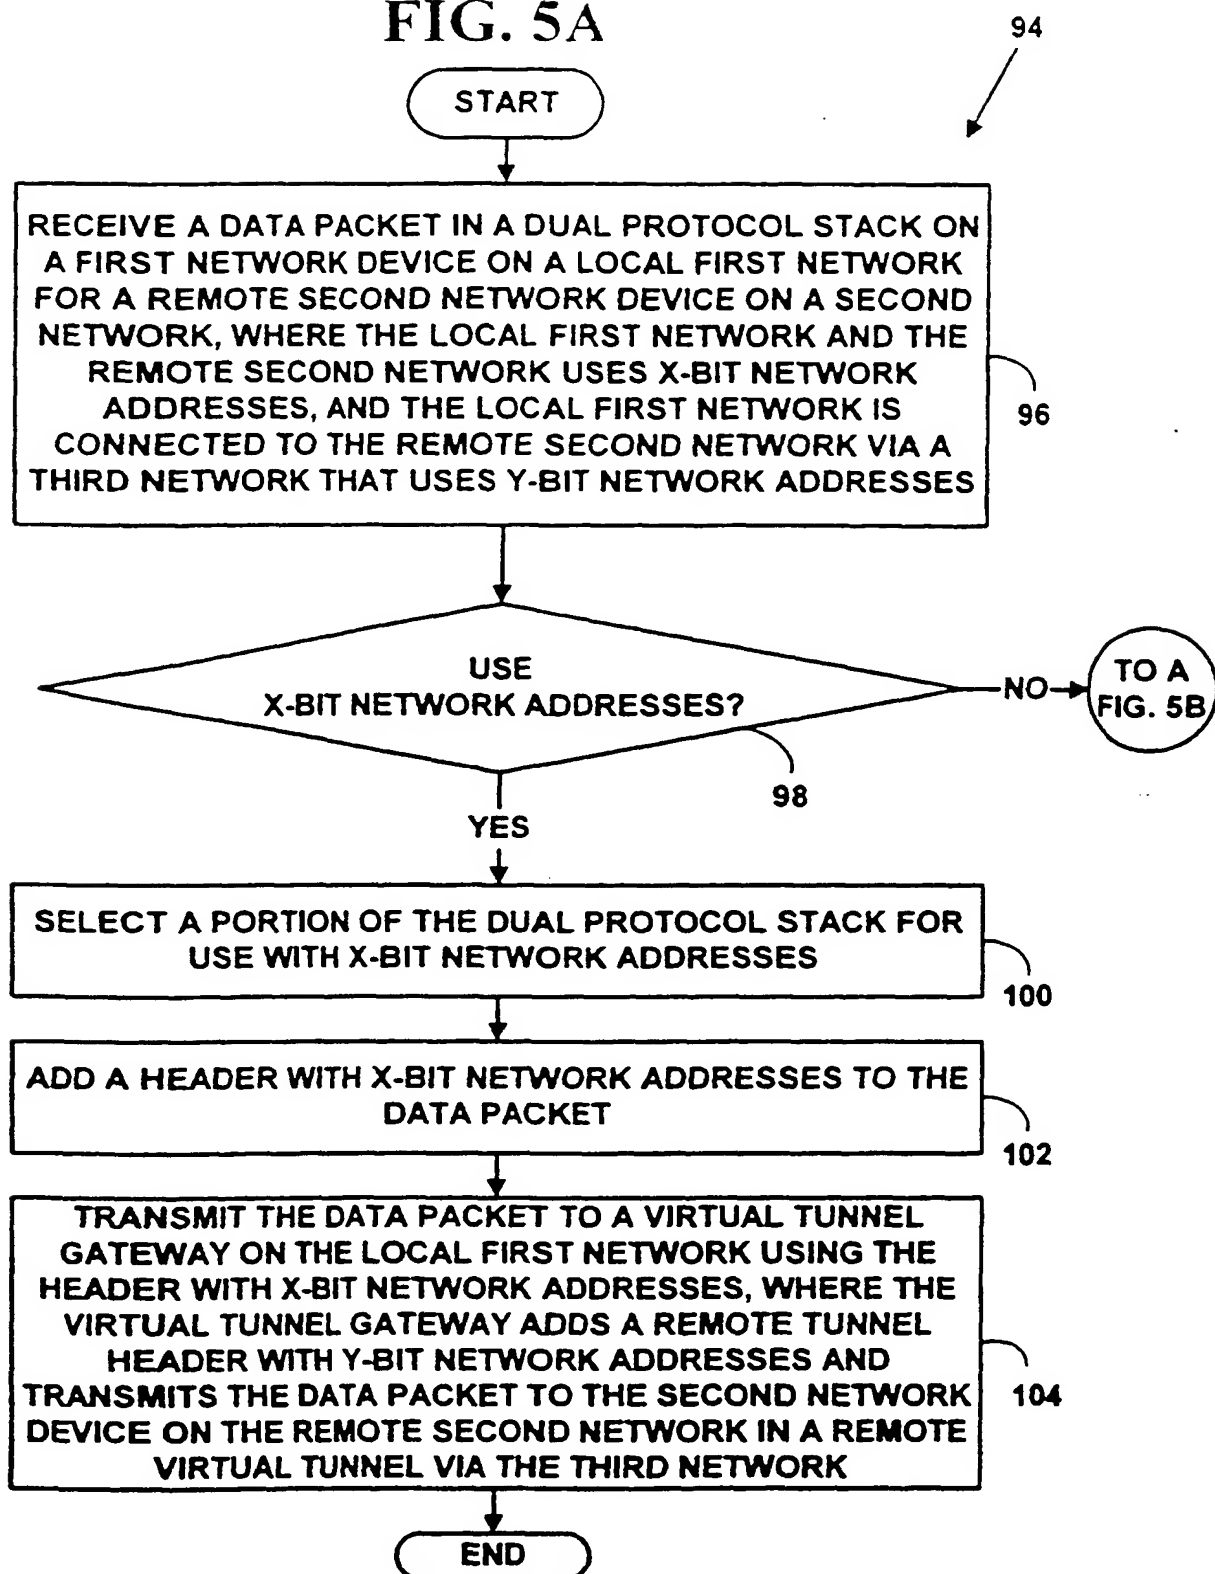 FIG. 5A
94
START
RECEIVE A DATA PACKET IN A DUAL PROTOCOL STACK ON
A FIRST NETWORK DEVICE ON A LOCAL FIRST NETWORK
FOR A REMOTE SECOND NETWORK DEVICE ON A SECOND
NETWORK, WHERE THE LOCAL FIRST NETWORK AND THE
REMOTE SECOND NETWORK USES X-BIT NETWORK
ADDRESSES, AND THE LOCAL FIRST NETWORK IS
CONNECTED TO THE REMOTE SECOND NETWORK VIA A
THIRD NETWORK THAT USES Y-BIT NETWORK ADDRESSES
96
USE
X-BIT NETWORK ADDRESSES?
NO
TO A
FIG. 5B
98
YES
SELECT A PORTION OF THE DUAL PROTOCOL STACK FOR
USE WITH X-BIT NETWORK ADDRESSES
100
ADD A HEADER WITH X-BIT NETWORK ADDRESSES TO THE
DATA PACKET
102
TRANSMIT THE DATA PACKET TO A VIRTUAL TUNNEL
GATEWAY ON THE LOCAL FIRST NETWORK USING THE
HEADER WITH X-BIT NETWORK ADDRESSES, WHERE THE
VIRTUAL TUNNEL GATEWAY ADDS A REMOTE TUNNEL
HEADER WITH Y-BIT NETWORK ADDRESSES AND
TRANSMITS THE DATA PACKET TO THE SECOND NETWORK
DEVICE ON THE REMOTE SECOND NETWORK IN A REMOTE
VIRTUAL TUNNEL VIA THE THIRD NETWORK
104
END